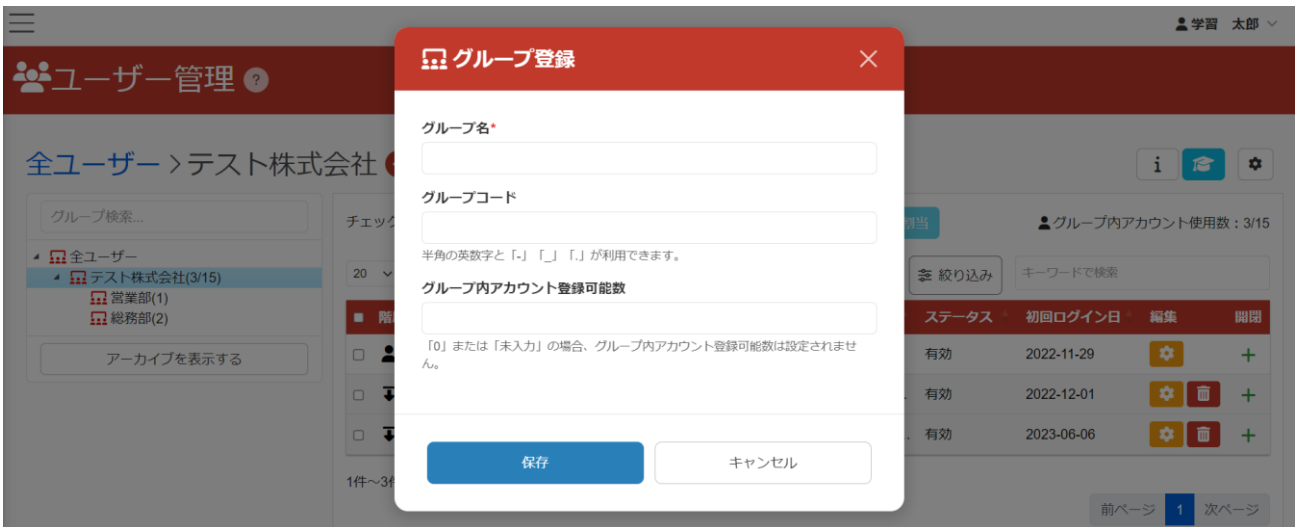 学習 太郎
ユーザー管理 ?
全ユーザー > テスト株式会社
グループ検索...
全ユーザー
テスト株式会社(3/15)
営業部(1)
総務部(2)
アーカイブを表示する
チェック
割当
グループ内アカウント使用数：3/15
20
絞り込み
キーワードで検索
ステータス 初回ログイン日 編集 開閉
有効 2022-11-29
有効 2022-12-01
有効 2023-06-06
1件～3件
前ページ 1 次ページ
グループ登録
グループ名*
グループコード
半角の英数字と「-」「_」「.」が利用できます。
グループ内アカウント登録可能数
「0」または「未入力」の場合、グループ内アカウント登録可能数は設定されませ
ん。
保存 キャンセル